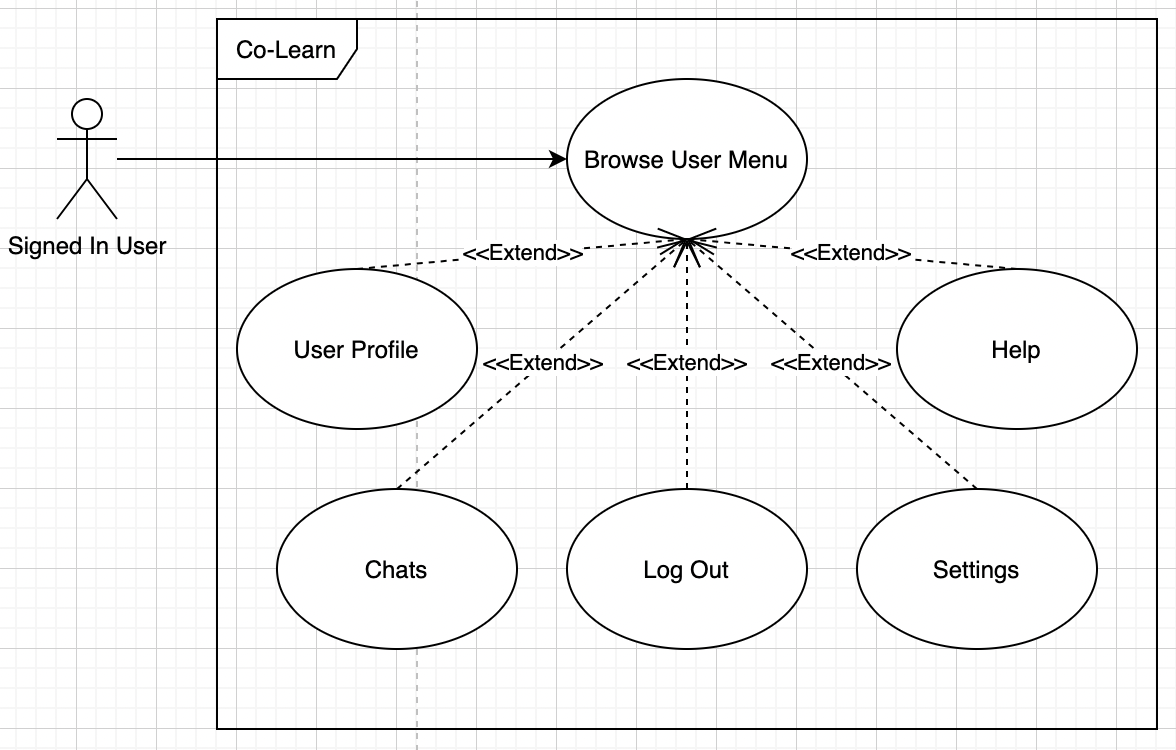 Co-Learn
Browse User Menu
Signed In User
<<Extend>>
<<Extend>>
User Profile
Help
<<Extend>>
<<Extend>>
<<Extend>>
Chats
Log Out
Settings